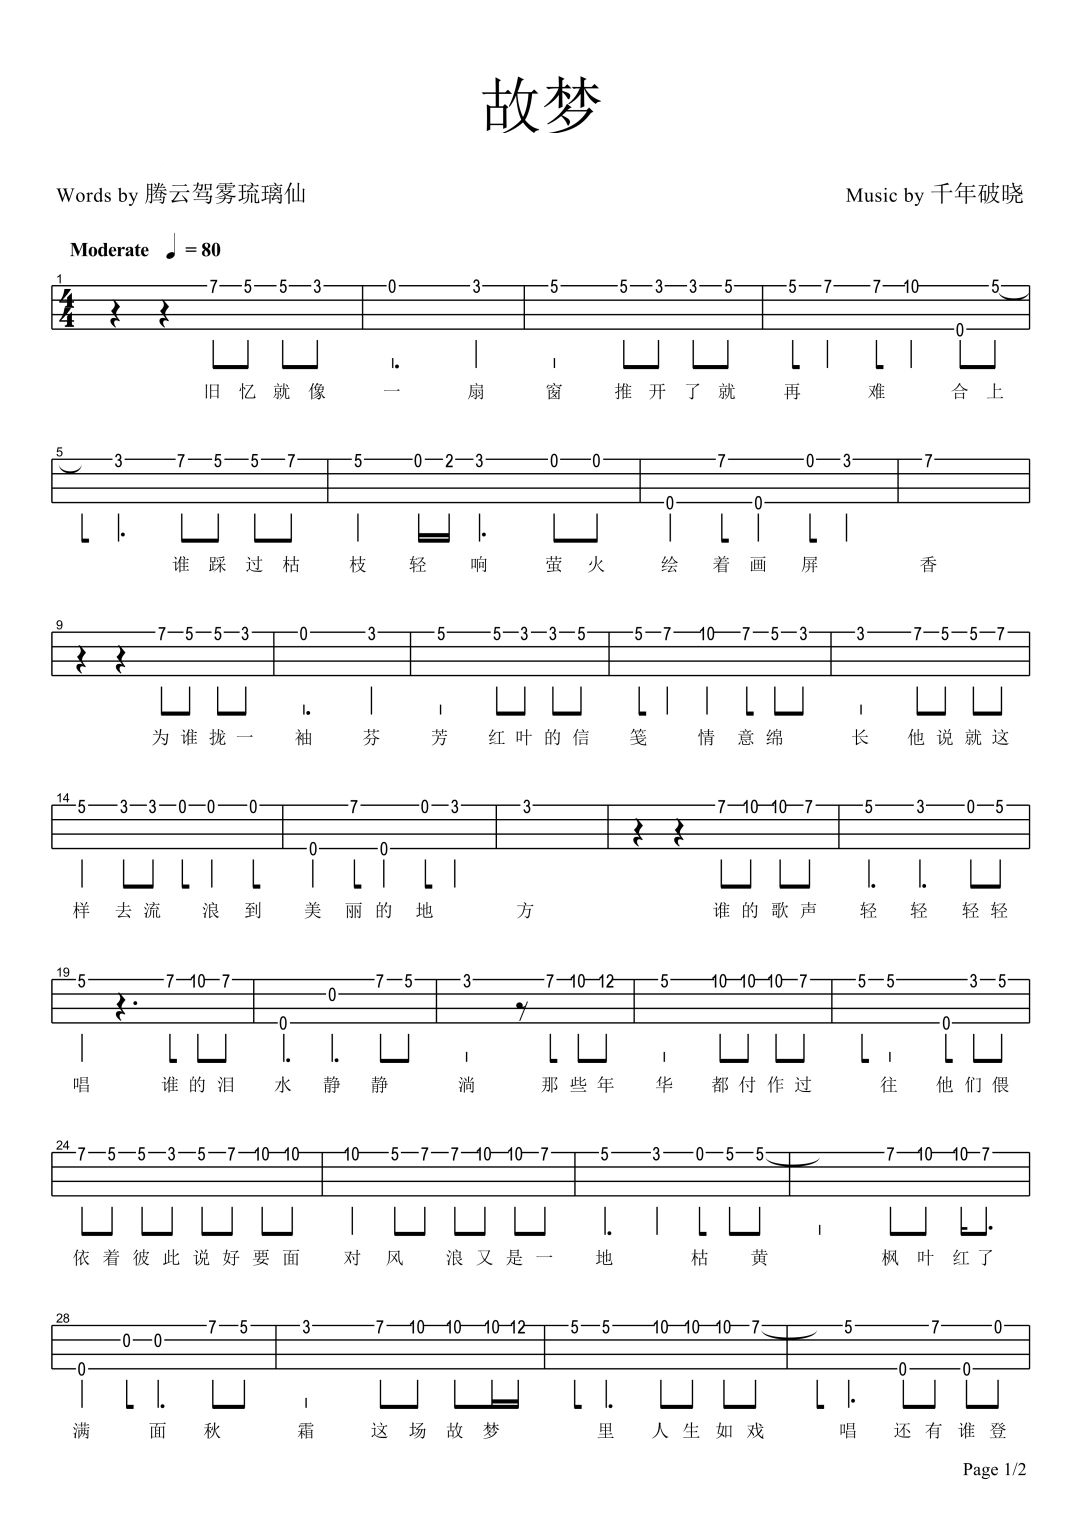 故梦
Words by 腾云驾雾琉璃仙
Music by 千年破晓
Moderate ♩ = 80
1
4
4
7 5 5 3 0 3 5 5 3 3 5 5 7 7 10 0 5
旧 忆 就 像 一 扇 窗 推 开 了 就 再 难 合 上
5
3 7 5 5 7 5 0 2 3 0 0 0 7 0 0 3 7
谁 踩 过 枯 枝 轻 响 萤 火 绘 着 画 屏 香
9
7 5 5 3 0 3 5 5 3 3 5 5 7 10 7 5 3 3 7 5 5 7
为 谁 拢 一 袖 芬 芳 红 叶 的 信 笺 情 意 绵 长 他 说 就 这
14
5 3 3 0 0 0 0 7 0 0 3 3 7 10 10 7 5 3 0 5
样 去 流 浪 到 美 丽 的 地 方 谁 的 歌 声 轻 轻 轻 轻
19
5 7 10 7 0 0 7 5 3 7 10 12 5 10 10 10 7 5 5 0 3 5
唱 谁 的 泪 水 静 静 淌 那 些 年 华 都 付 作 过 往 他 们 偎
24
7 5 5 3 5 7 10 10 10 5 7 7 10 10 7 5 3 0 5 5 7 10 10 7
依 着 彼 此 说 好 要 面 对 风 浪 又 是 一 地 枯 黄 枫 叶 红 了
28
0 0 0 7 5 3 7 10 10 10 12 5 5 10 10 10 7 5 0 7 0 0
满 面 秋 霜 这 场 故 梦 里 人 生 如 戏 唱 还 有 谁 登
Page 1/2